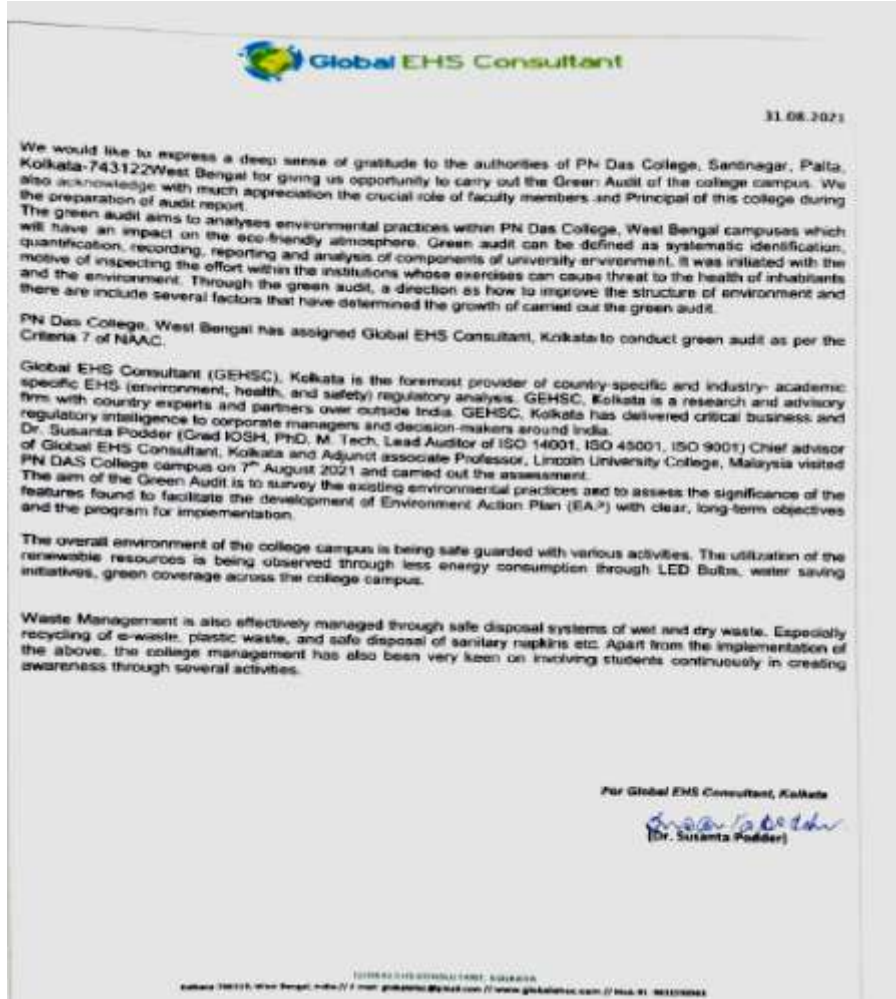 Global EHS Consultant
31.08.2021
We would like to express a deep sense of gratitude to the authorities of PN Das College, Santinagar, Palta,
Kolkata-743122West Bengal for giving us opportunity to carry out the Green Audit of the college campus. We
also acknowledge with much appreciation the crucial role of faculty members and Principal of this college during
the preparation of audit report.
The green audit aims to analyses environmental practices within PN Das College, West Bengal campuses which
will have an impact on the eco-friendly atmosphere. Green audit can be defined as systematic identification,
quantification, recording, reporting and analysis of components of university environment. It was initiated with the
motive of inspecting the effort within the institutions whose exercises can cause threat to the health of inhabitants
and the environment. Through the green audit, a direction as how to improve the structure of environment and
there are include several factors that have determined the growth of carried out the green audit.
PN Das College, West Bengal has assigned Global EHS Consultant, Kolkata to conduct green audit as per the
Criteria 7 of NAAC.
Global EHS Consultant (GEHSC), Kolkata is the foremost provider of country-specific and industry- academic
specific EHS (environment, health, and safety) regulatory analysis. GEHSC, Kolkata is a research and advisory
firm with country experts and partners over outside India. GEHSC, Kolkata has delivered critical business and
regulatory intelligence to corporate managers and decision-makers around India.
Dr. Susanta Podder (Grad IOSH, PhD, M. Tech, Lead Auditor of ISO 14001, ISO 45001, ISO 9001) Chief advisor
of Global EHS Consultant, Kolkata and Adjunct associate Professor, Lincoln University College, Malaysia visited
PN DAS College campus on 7th August 2021 and carried out the assessment.
The aim of the Green Audit is to survey the existing environmental practices and to assess the significance of the
features found to facilitate the development of Environment Action Plan (EAP) with clear, long-term objectives
and the program for implementation.
The overall environment of the college campus is being safe guarded with various activities. The utilization of the
renewable resources is being observed through less energy consumption through LED Bulbs, water saving
initiatives, green coverage across the college campus.
Waste Management is also effectively managed through safe disposal systems of wet and dry waste. Especially
recycling of e-waste, plastic waste, and safe disposal of sanitary napkins etc. Apart from the implementation of
the above, the college management has also been very keen on involving students continuously in creating
awareness through several activities.
For Global EHS Consultant, Kolkata
(Dr. Susanta Podder)